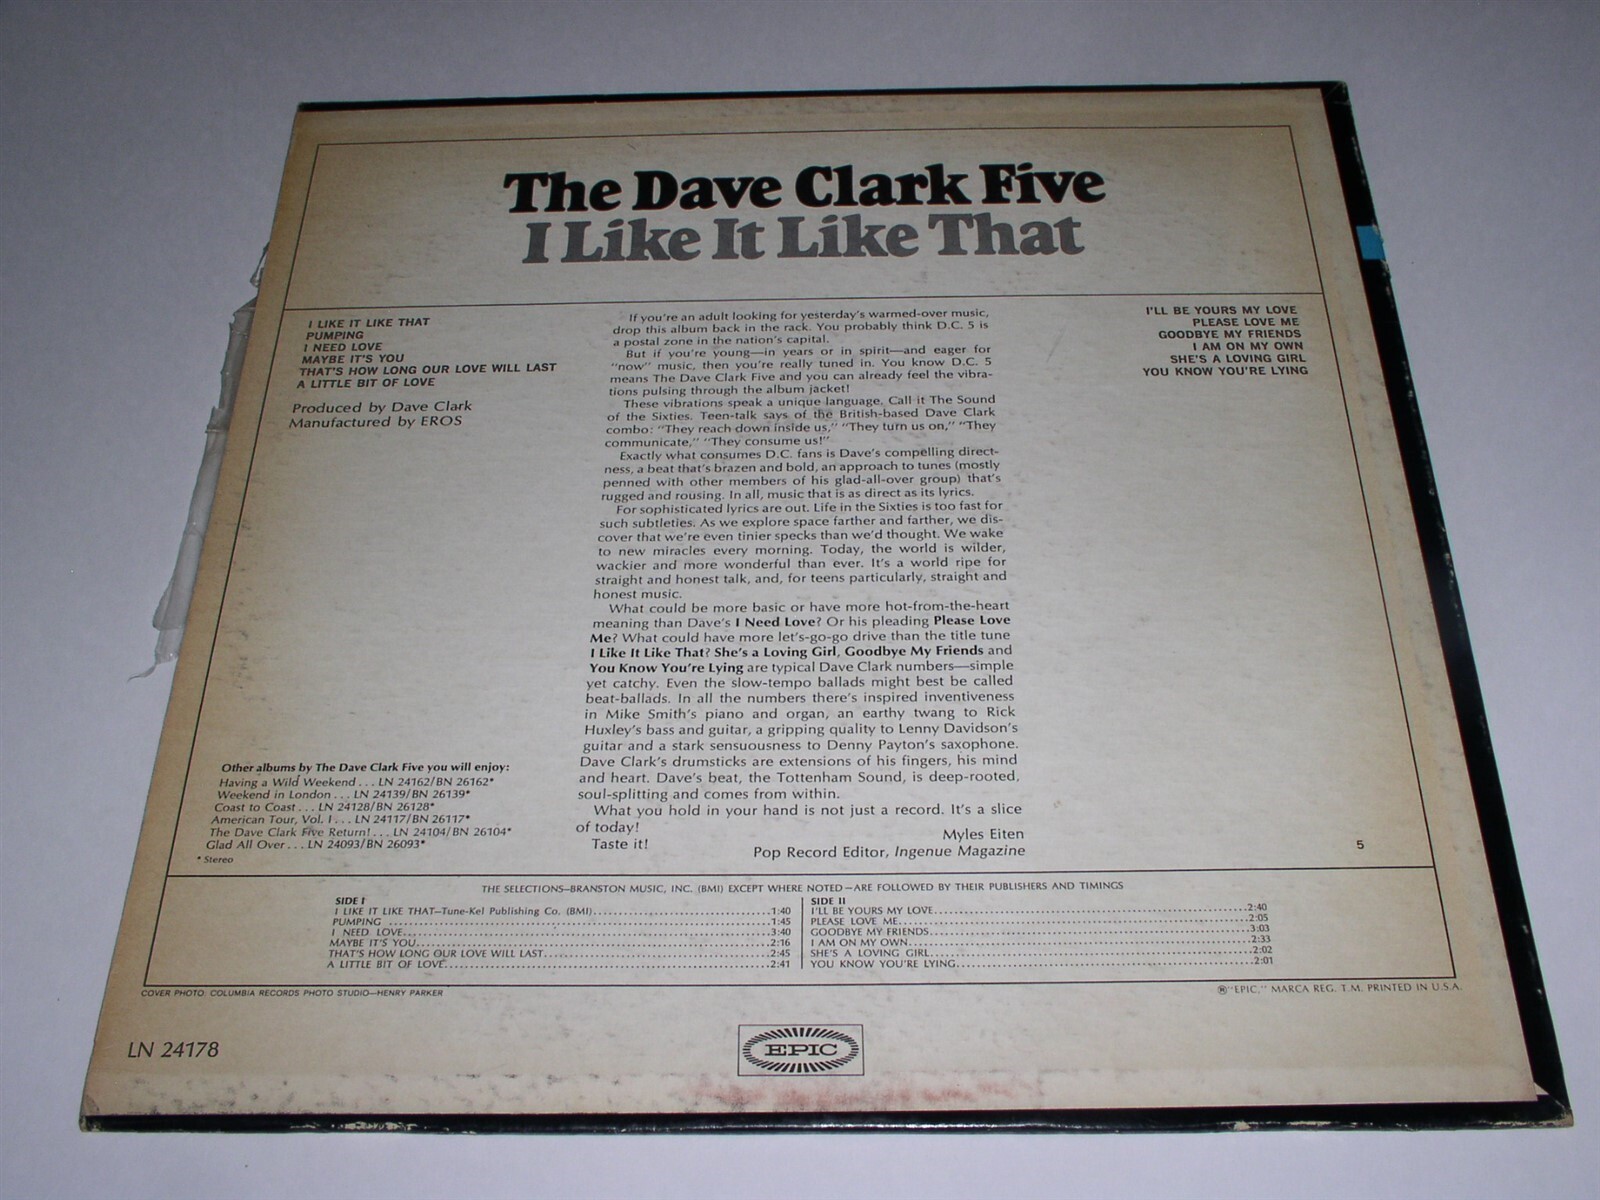 The Dave Clark Five
I Like It Like That
I LIKE IT LIKE THAT
PUMPING
I NEED LOVE
MAYBE IT'S YOU
THAT'S HOW LONG OUR LOVE WILL LAST
A LITTLE BIT OF LOVE
Produced by Dave Clark
Manufactured by EROS
If you're an adult looking for yesterday's warmed-over music,
drop this album back in the rack. You probably think D.C. 5 is
a postal zone in the nation's capital.
But if you're young—in years or in spirit—and eager for
"now" music, then you're really tuned in. You know D.C. 5
means The Dave Clark Five and you can already feel the vibra-
tions pulsing through the album jacket!
These vibrations speak a unique language. Call it The Sound
of the Sixties. Teen-talk says of the British-based Dave Clark
combo: "They reach down inside us," "They turn us on," "They
communicate," "They consume us!"
Exactly what consumes D.C. fans is Dave's compelling direct-
ness, a beat that's brazen and bold, an approach to tunes (mostly
penned with other members of his glad-all-over group) that's
rugged and rousing. In all, music that is as direct as its lyrics.
For sophisticated lyrics are out. Life in the Sixties is too fast for
such subtleties. As we explore space farther and farther, we dis-
cover that we're even tinier specks than we'd thought. We wake
to new miracles every morning. Today, the world is wilder,
wackier and more wonderful than ever. It's a world ripe for
straight and honest talk, and, for teens particularly, straight and
honest music.
What could be more basic or have more hot-from-the-heart
meaning than Dave's I Need Love? Or his pleading Please Love
Me? What could have more let's-go-go drive than the title tune
I Like It Like That? She's a Loving Girl, Goodbye My Friends and
You Know You're Lying are typical Dave Clark numbers—simple
yet catchy. Even the slow-tempo ballads might best be called
beat-ballads. In all the numbers there's inspired inventiveness
in Mike Smith's piano and organ, an earthy twang to Rick
Huxley's bass and guitar, a gripping quality to Lenny Davidson's
guitar and a stark sensuousness to Denny Payton's saxophone.
Dave Clark's drumsticks are extensions of his fingers, his mind
and heart. Dave's beat, the Tottenham Sound, is deep-rooted,
soul-splitting and comes from within.
What you hold in your hand is not just a record. It's a slice
of today!
Taste it!
Myles Eiten
Pop Record Editor, Ingenue Magazine
I'LL BE YOURS MY LOVE
PLEASE LOVE ME
GOODBYE MY FRIENDS
I AM ON MY OWN
SHE'S A LOVING GIRL
YOU KNOW YOU'RE LYING
Other albums by The Dave Clark Five you will enjoy:
Having a Wild Weekend . . . LN 24162/BN 26162*
Weekend in London . . . LN 24139/BN 26139*
Coast to Coast . . . LN 24128/BN 26128*
American Tour, Vol. I . . . LN 24117/BN 26117*
The Dave Clark Five Return! . . . LN 24104/BN 26104*
Glad All Over . . . LN 24093/BN 26093*
* Stereo
5
THE SELECTIONS—BRANSTON MUSIC, INC. (BMI) EXCEPT WHERE NOTED—ARE FOLLOWED BY THEIR PUBLISHERS AND TIMINGS
SIDE I
I LIKE IT LIKE THAT—Tune-Kel Publishing Co. (BMI)...1:40
PUMPING...1:45
I NEED LOVE...3:40
MAYBE IT'S YOU...2:16
THAT'S HOW LONG OUR LOVE WILL LAST...2:45
A LITTLE BIT OF LOVE...2:41
SIDE II
I'LL BE YOURS MY LOVE...2:40
PLEASE LOVE ME...2:05
GOODBYE MY FRIENDS...3:03
I AM ON MY OWN...2:33
SHE'S A LOVING GIRL...2:02
YOU KNOW YOU'RE LYING...2:01
COVER PHOTO: COLUMBIA RECORDS PHOTO STUDIO—HENRY PARKER
®"EPIC," MARCA REG. T.M. PRINTED IN U.S.A.
LN 24178
EPIC